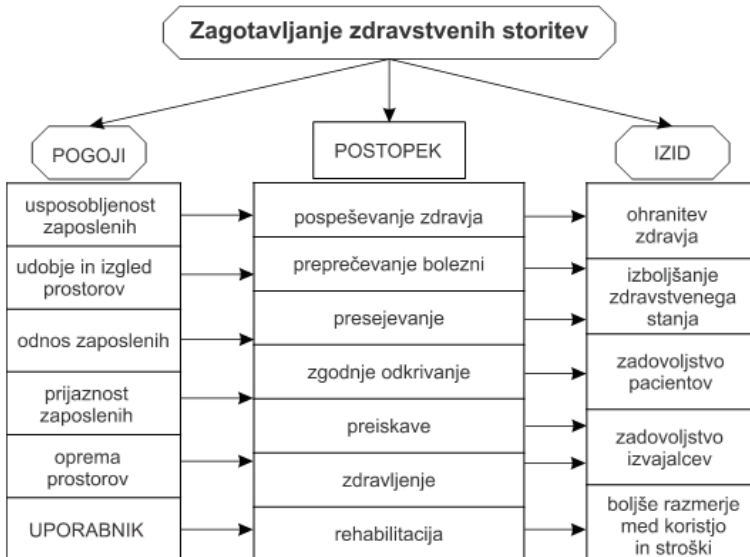 Zagotavljanje zdravstvenih storitev
POGOJI
usposobljenost
zaposlenih
udobje in izgled
prostorov
odnos zaposlenih
prijaznost
zaposlenih
oprema
prostorov
UPORABNIK
POSTOPEK
pospeševanje zdravja
preprečevanje bolezni
presejevanje
zgodnje odkrivanje
preiskave
zdravljenje
rehabilitacija
IZID
ohranitev
zdravja
izboljšanje
zdravstvenega
stanja
zadovoljstvo
pacientov
zadovoljstvo
izvajalcev
boljše razmerje
med koristjo
in stroški